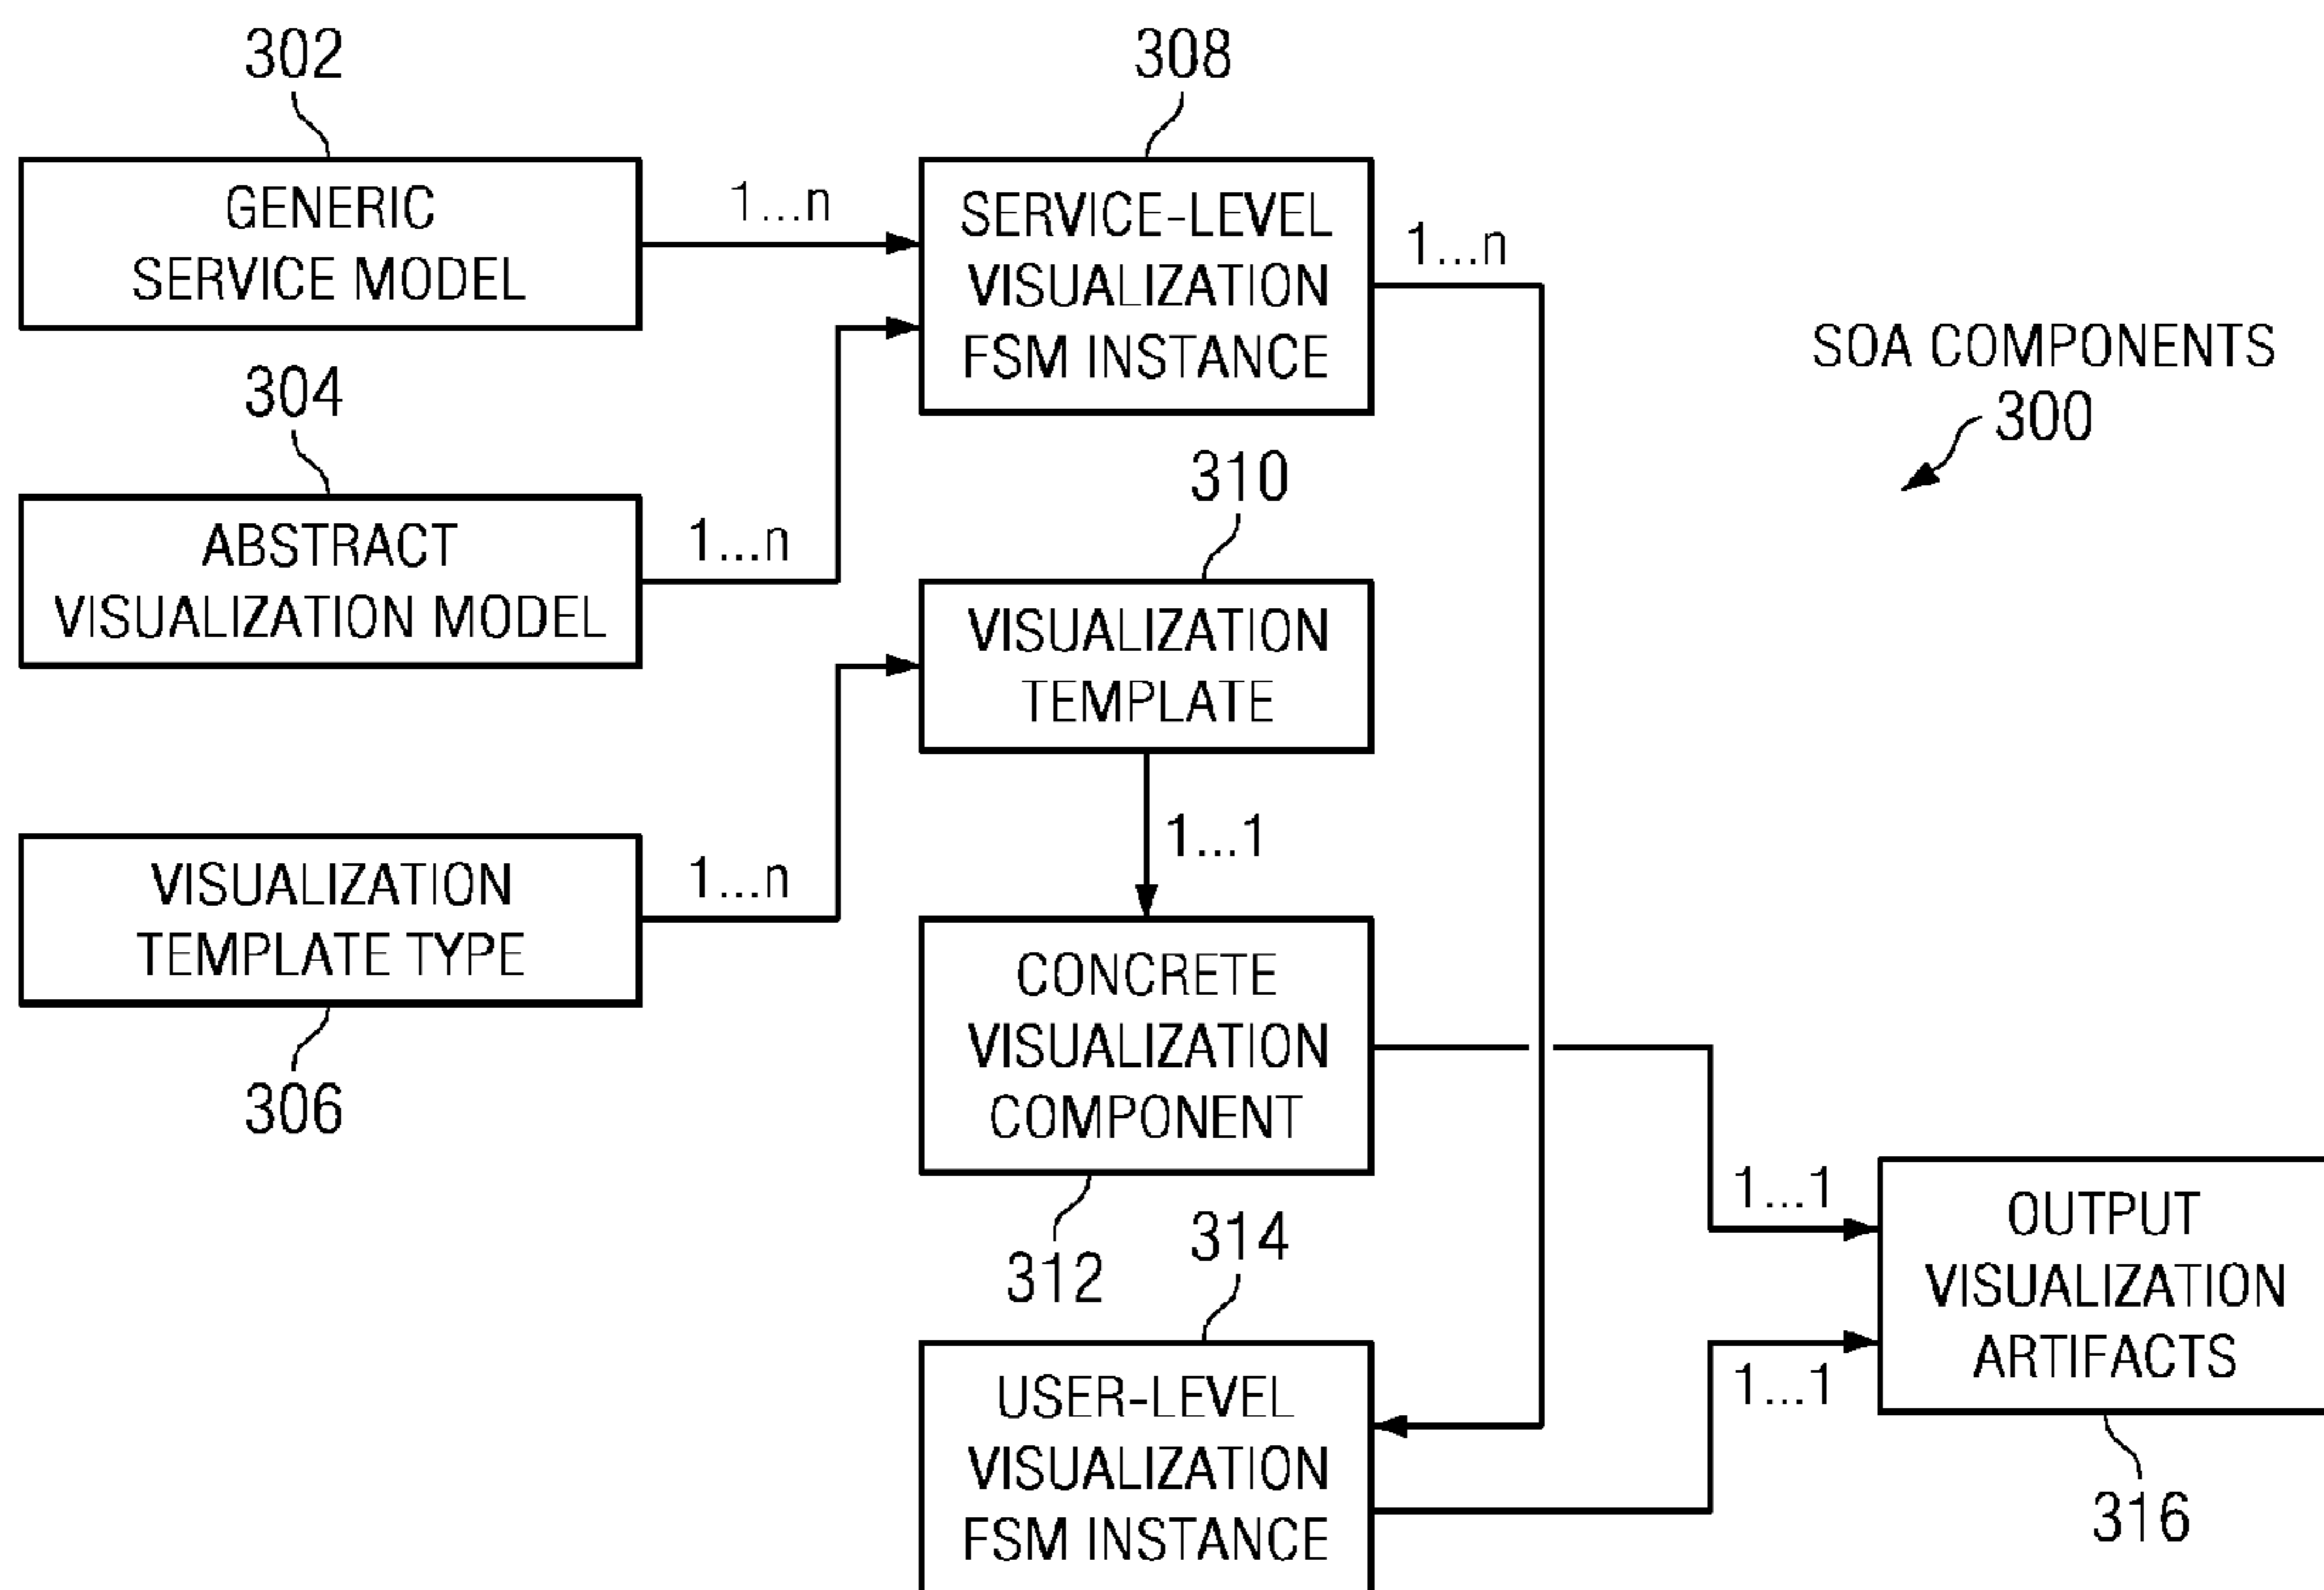 302
GENERIC
SERVICE MODEL
1...n
308
SERVICE-LEVEL
VISUALIZATION
FSM INSTANCE
1...n
SOA COMPONENTS
300
304
ABSTRACT
VISUALIZATION MODEL
1...n
310
VISUALIZATION
TEMPLATE
1...1
VISUALIZATION
TEMPLATE TYPE
1...n
306
CONCRETE
VISUALIZATION
COMPONENT
312
1...1
314
USER-LEVEL
VISUALIZATION
FSM INSTANCE
1...1
OUTPUT
VISUALIZATION
ARTIFACTS
316